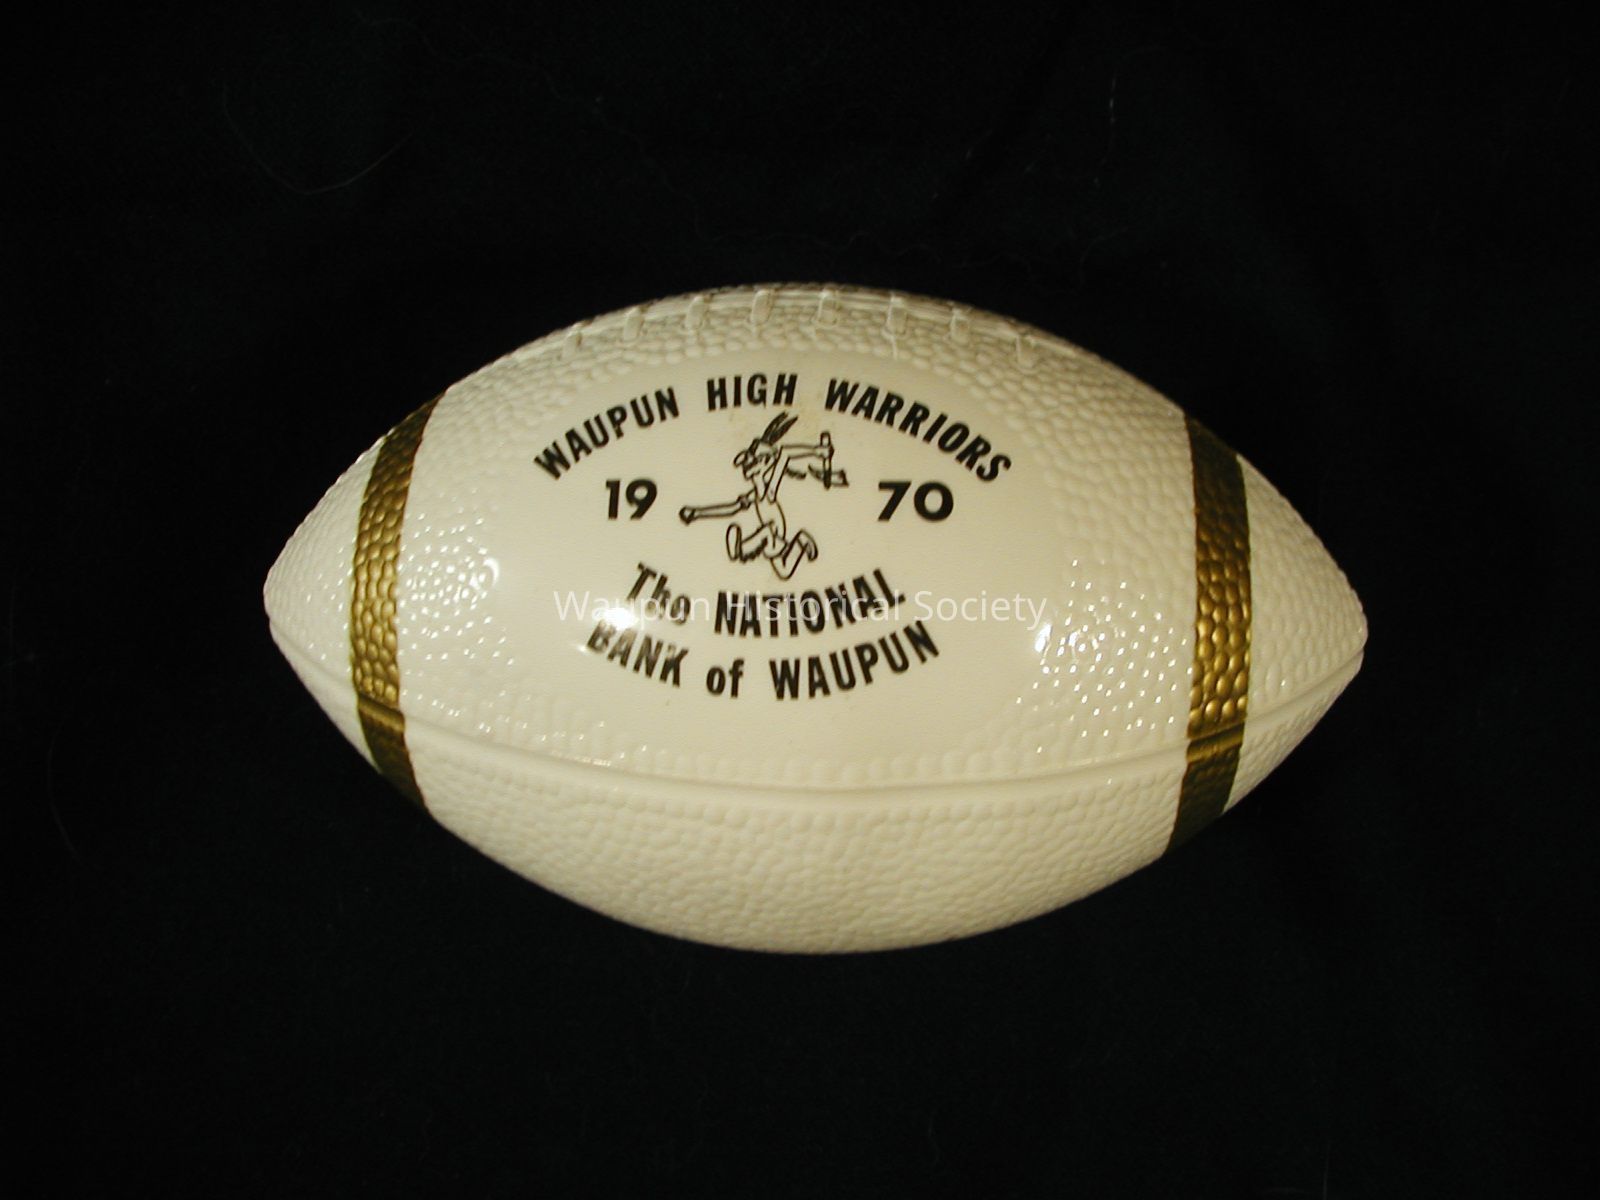 WAUPUN HIGH WARRIORS
19 70
The NATIONAL
BANK of WAUPUN
Waupun Historical Society